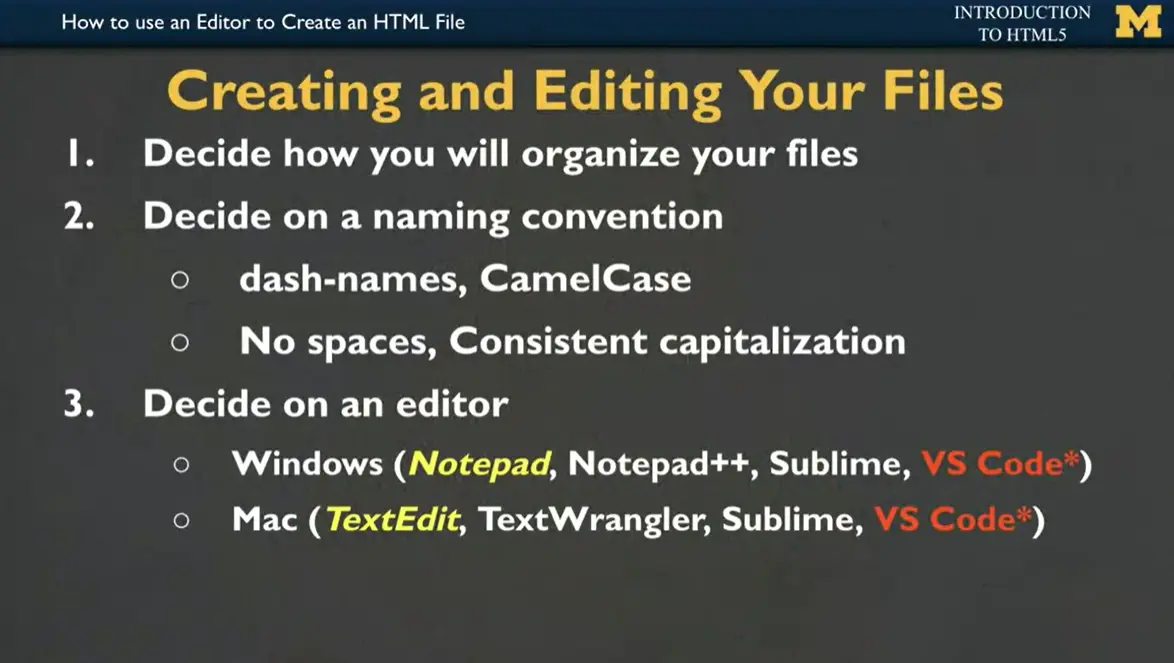 How to use an Editor to Create an HTML File
INTRODUCTION
TO HTML5
M
Creating and Editing Your Files
1. Decide how you will organize your files
2. Decide on a naming convention
○ dash-names, CamelCase
○ No spaces, Consistent capitalization
3. Decide on an editor
○ Windows (Notepad, Notepad++, Sublime, VS Code*)
○ Mac (TextEdit, TextWrangler, Sublime, VS Code*)